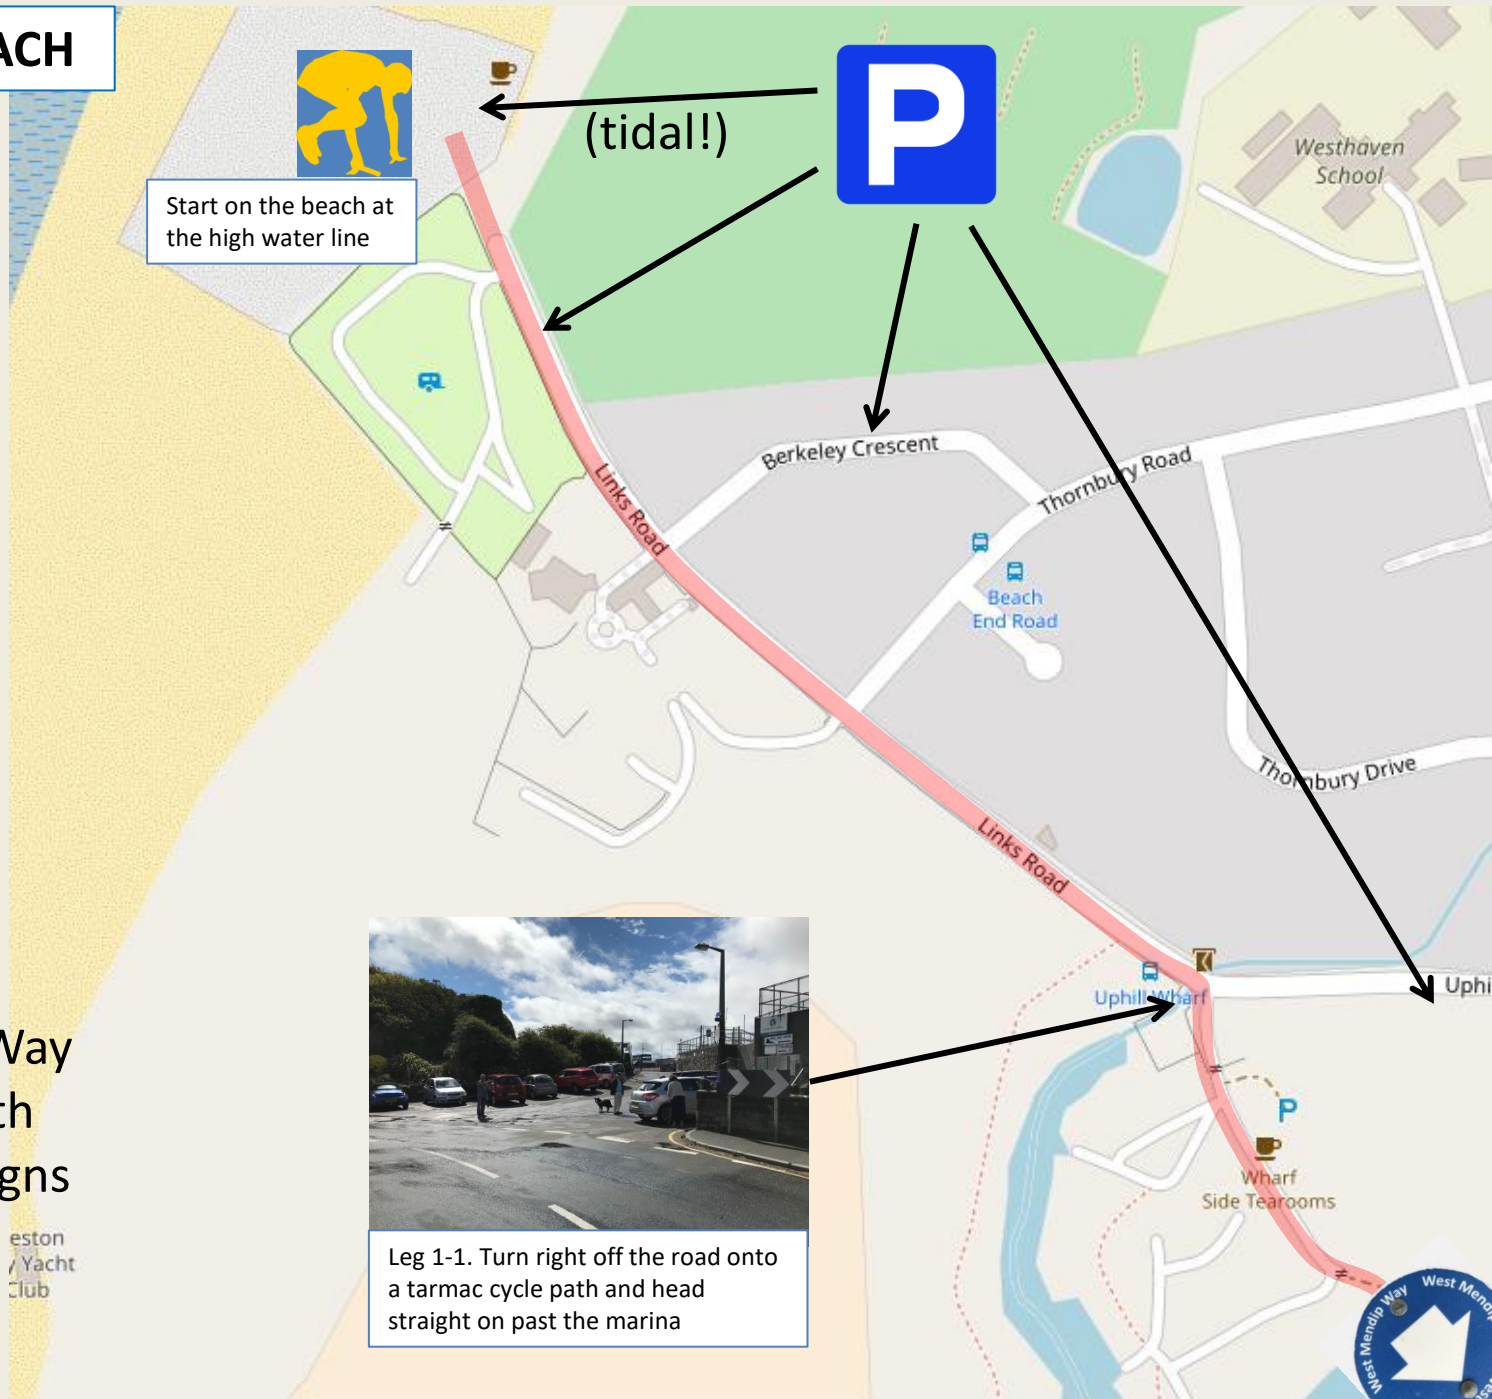 ACH
P
(tidal!)
Start on the beach at
the high water line
Westhaven
School
Berkeley Crescent
Thornbury Road
Links Road
Beach
End Road
Thornbury Drive
Links Road
Uphill Wharf
Uphi
P
Wharf
Side Tearooms
Way
th
gns
eston
y Yacht
Club
Leg 1-1. Turn right off the road onto
a tarmac cycle path and head
straight on past the marina
West Mendip Way
West Mendip